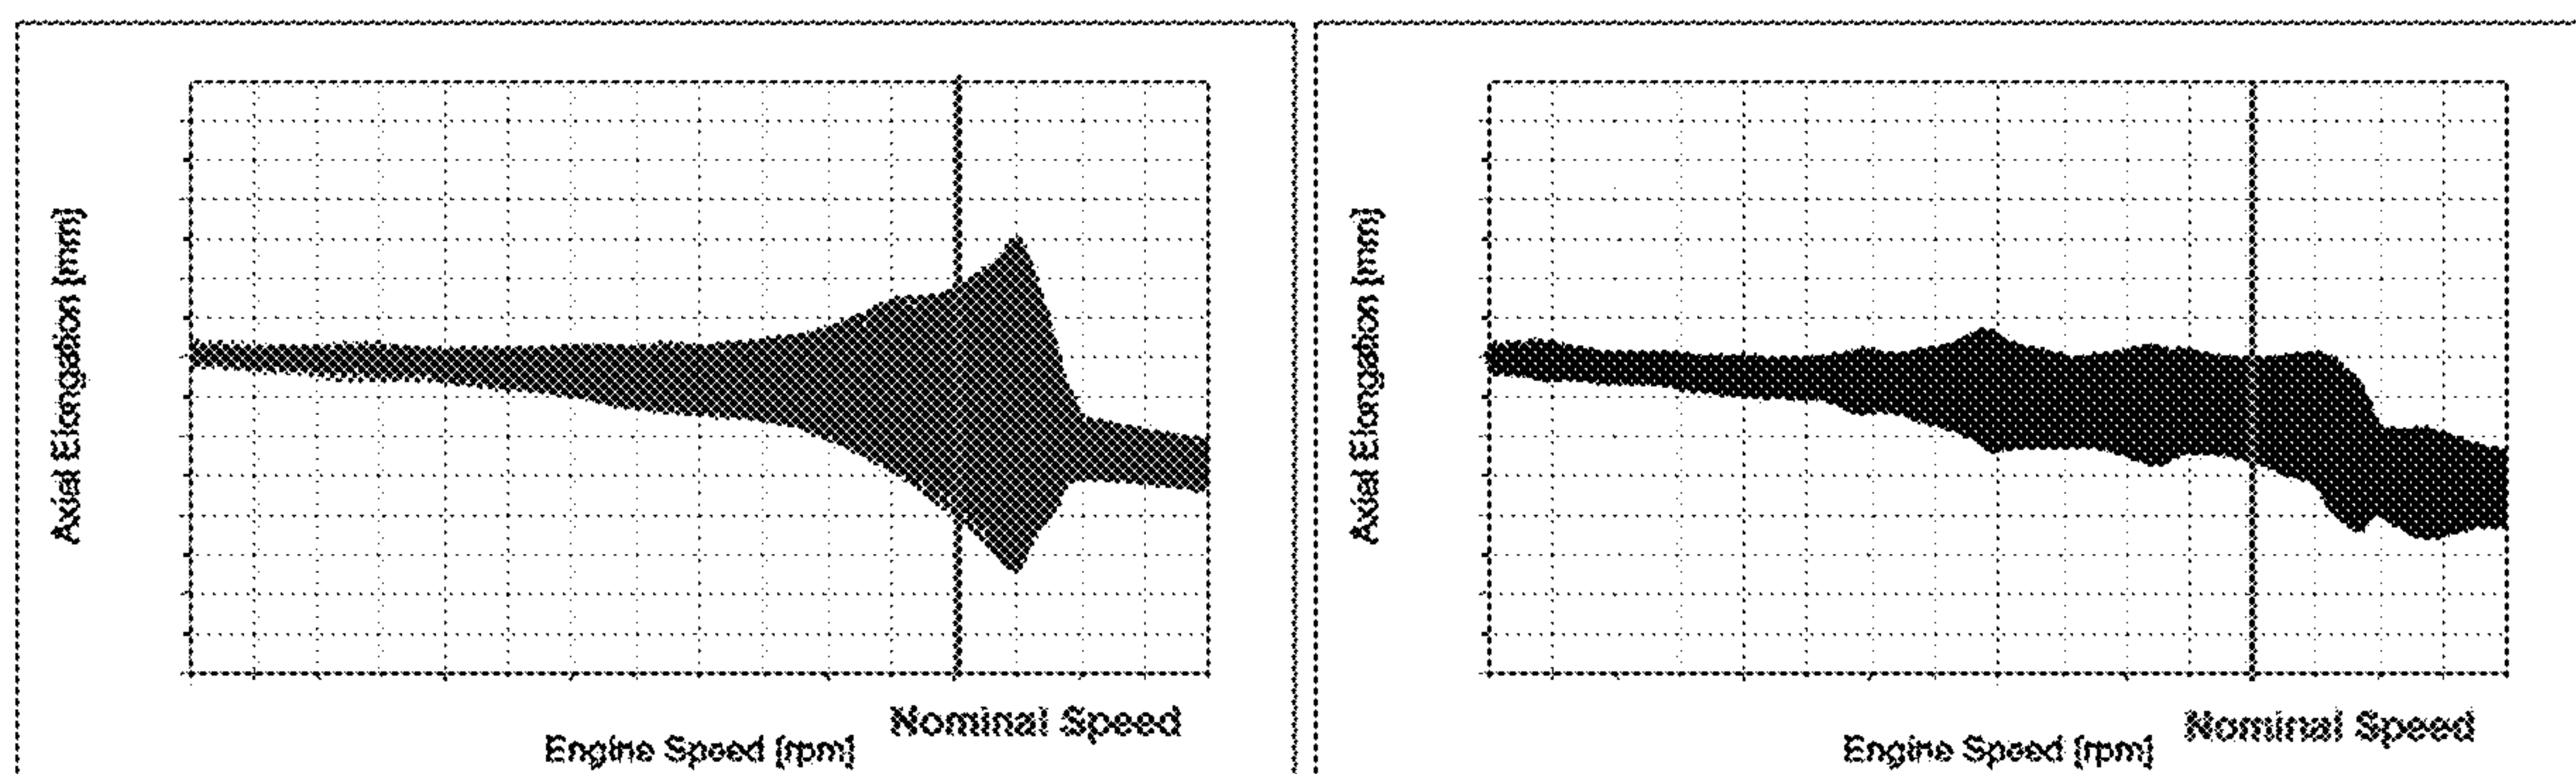 Axial Elongation [mm]
Nominal Speed
Engine Speed [rpm]
Axial Elongation [mm]
Nominal Speed
Engine Speed [rpm]